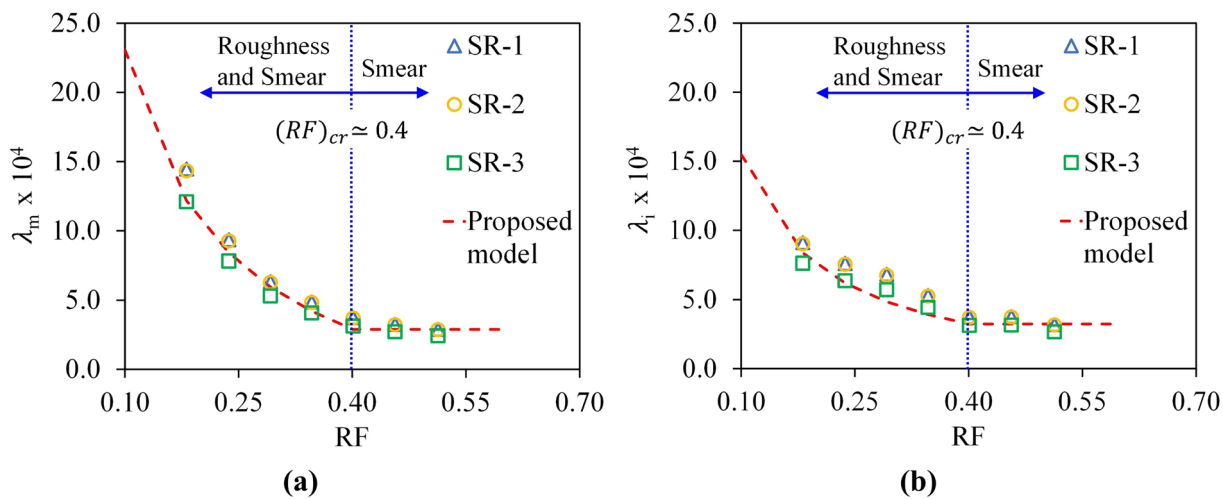 25.0
20.0
15.0
10.0
5.0
0.0
λm x 10⁴
Roughness
and Smear
Smear
(RF)cr ≃ 0.4
SR-1
SR-2
SR-3
Proposed
model
0.10 0.25 0.40 0.55 0.70
RF
(a)
25.0
20.0
15.0
10.0
5.0
0.0
λi x 10⁴
Roughness
and Smear
Smear
(RF)cr ≃ 0.4
SR-1
SR-2
SR-3
Proposed
model
0.10 0.25 0.40 0.55 0.70
RF
(b)